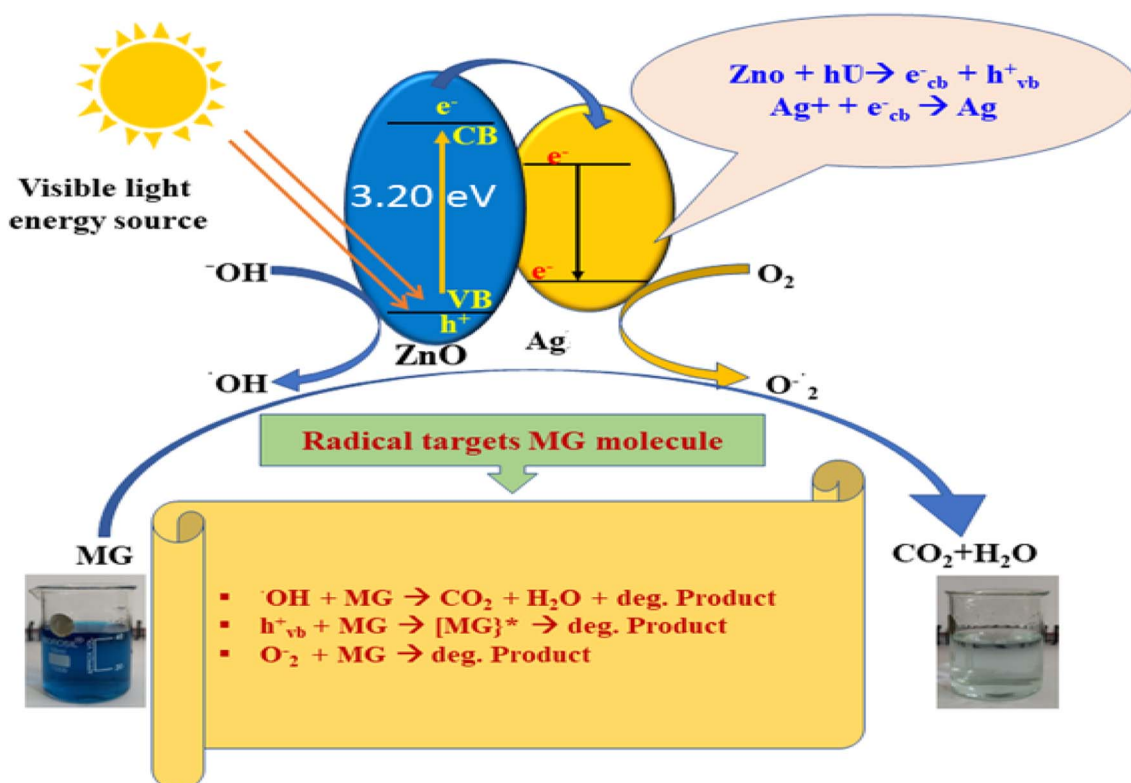 Zno + hƱ→ e⁻cb + h⁺vb
Ag+ + e⁻cb → Ag
Visible light
energy source
e⁻
CB
3.20 eV
VB
h⁺
ZnO
e⁻
e⁻
Ag
⁻OH
˙OH
O₂
O⁻˙₂
Radical targets MG molecule
MG
CO₂+H₂O
▪ ˙OH + MG → CO₂ + H₂O + deg. Product
▪ h⁺vb + MG → [MG}* → deg. Product
▪ O⁻₂ + MG → deg. Product